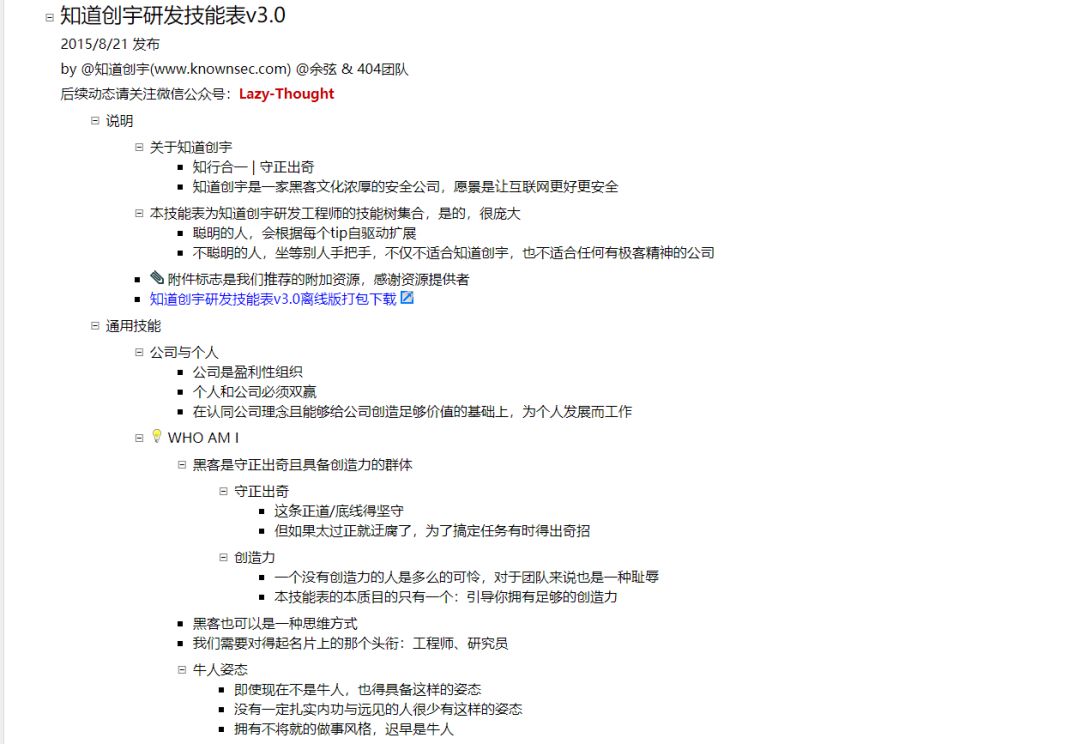 知道创宇研发技能表v3.0
2015/8/21 发布
by @知道创宇(www.knownsec.com) @余弦 & 404团队
后续动态请关注微信公众号：Lazy-Thought
说明
关于知道创宇
知行合一 | 守正出奇
知道创宇是一家黑客文化浓厚的安全公司，愿景是让互联网更好更安全
本技能表为知道创宇研发工程师的技能树集合，是的，很庞大
聪明的人，会根据每个tip自驱动扩展
不聪明的人，坐等别人手把手，不仅不适合知道创宇，也不适合任何有极客精神的公司
附件标志是我们推荐的附加资源，感谢资源提供者
知道创宇研发技能表v3.0离线版打包下载
通用技能
公司与个人
公司是盈利性组织
个人和公司必须双赢
在认同公司理念且能够给公司创造足够价值的基础上，为个人发展而工作
WHO AM I
黑客是守正出奇且具备创造力的群体
守正出奇
这条正道/底线得坚守
但如果太过正就迂腐了，为了搞定任务有时得出奇招
创造力
一个没有创造力的人是多么的可怜，对于团队来说也是一种耻辱
本技能表的本质目的只有一个：引导你拥有足够的创造力
黑客也可以是一种思维方式
我们需要对得起名片上的那个头衔：工程师、研究员
牛人姿态
即使现在不是牛人，也得具备这样的姿态
没有一定扎实内功与远见的人很少有这样的姿态
拥有不将就的做事风格，迟早是牛人